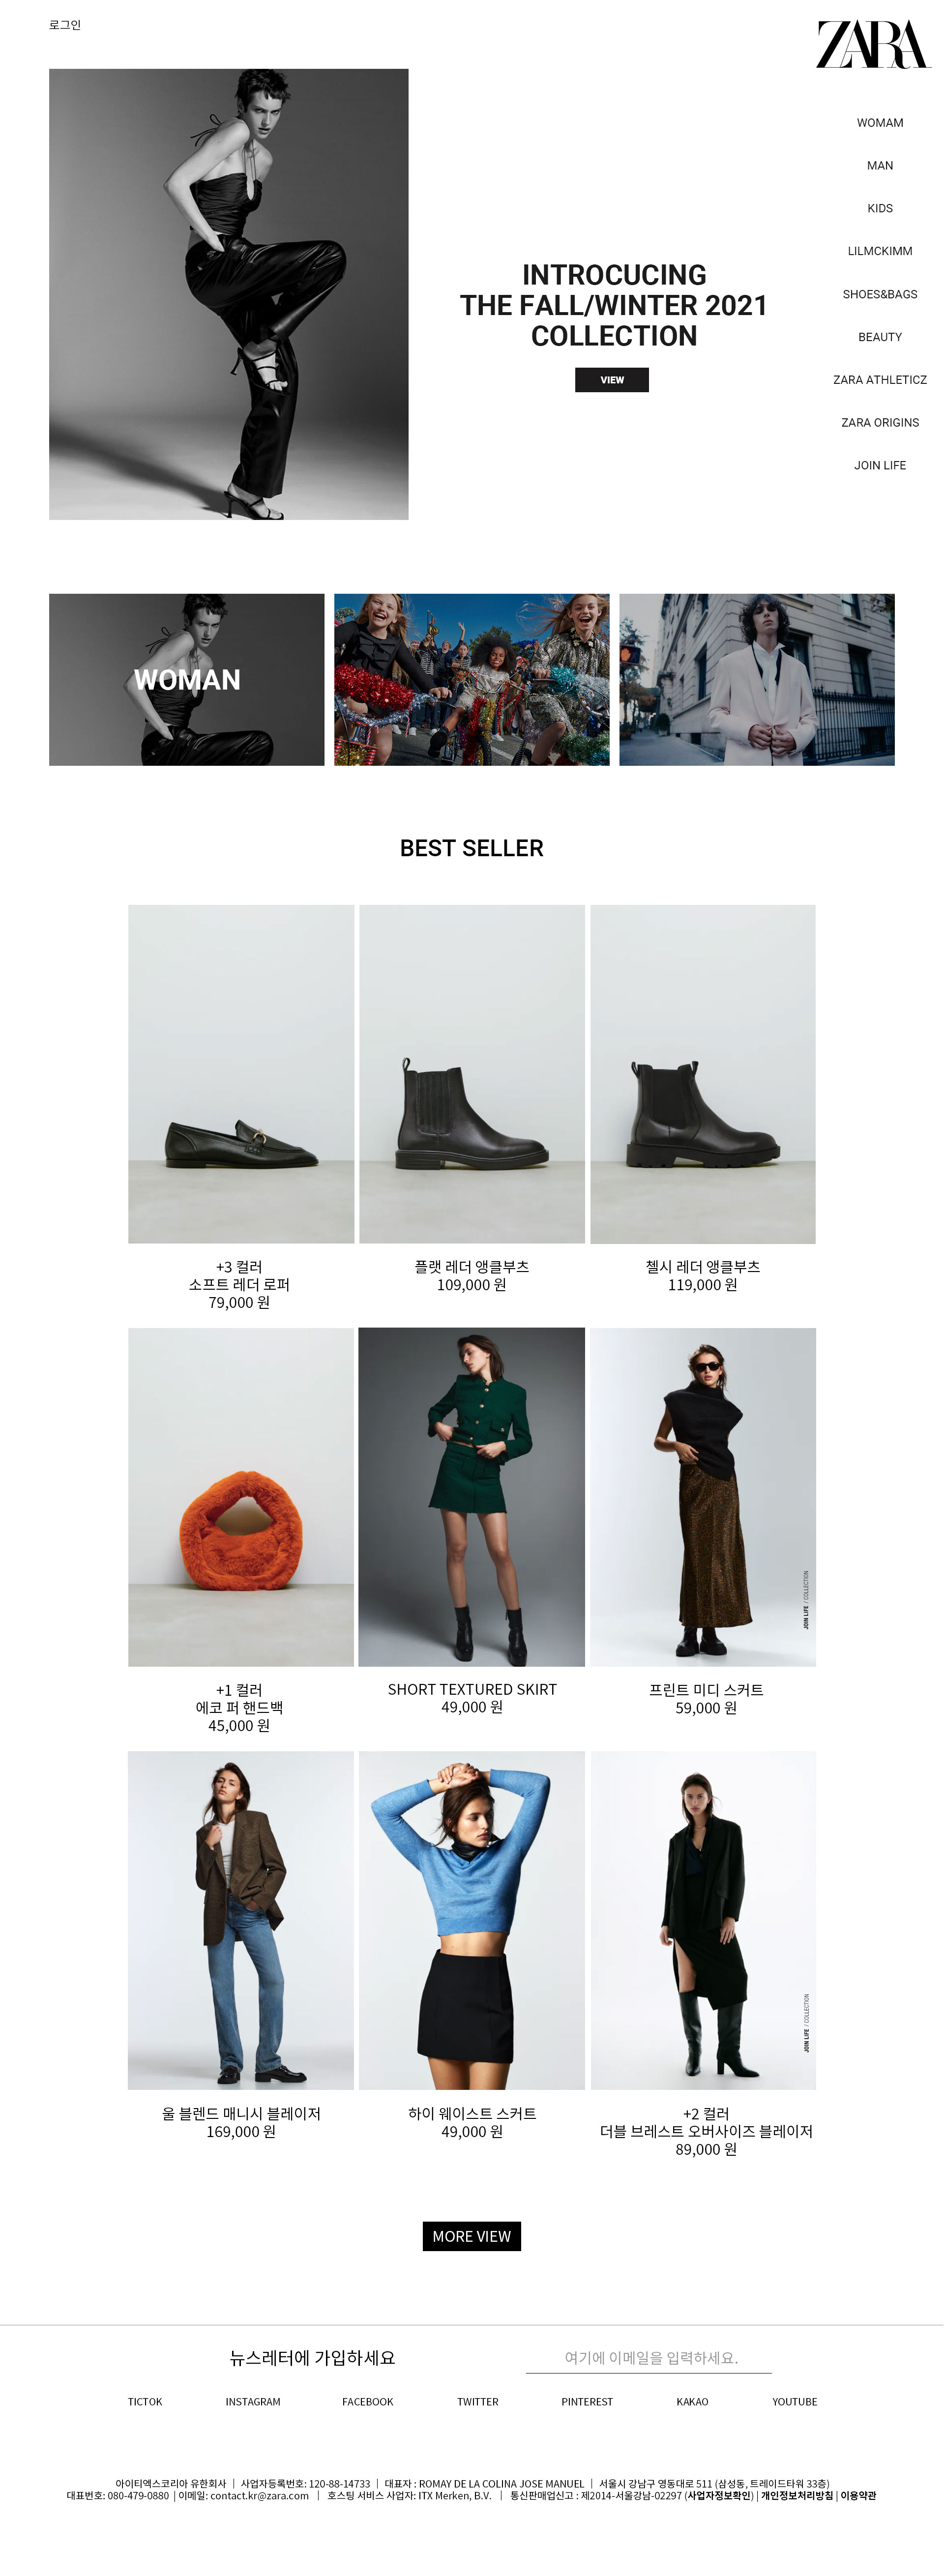 로그인
ZARA
WOMAM
MAN
KIDS
LILMCKIMM
SHOES&BAGS
BEAUTY
ZARA ATHLETICZ
ZARA ORIGINS
JOIN LIFE
INTROCUCING
THE FALL/WINTER 2021
COLLECTION
VIEW
WOMAN
BEST SELLER
+3 컬러
소프트 레더 로퍼
79,000 원
플랫 레더 앵클부츠
109,000 원
첼시 레더 앵클부츠
119,000 원
JOIN LIFE / COLLECTION
+1 컬러
에코 퍼 핸드백
45,000 원
SHORT TEXTURED SKIRT
49,000 원
프린트 미디 스커트
59,000 원
JOIN LIFE / COLLECTION
울 블렌드 매니시 블레이저
169,000 원
하이 웨이스트 스커트
49,000 원
+2 컬러
더블 브레스트 오버사이즈 블레이저
89,000 원
MORE VIEW
뉴스레터에 가입하세요
여기에 이메일을 입력하세요.
TICTOK INSTAGRAM FACEBOOK TWITTER PINTEREST KAKAO YOUTUBE
아이티엑스코리아 유한회사 | 사업자등록번호: 120-88-14733 | 대표자 : ROMAY DE LA COLINA JOSE MANUEL | 서울시 강남구 영동대로 511 (삼성동, 트레이드타워 33층)
대표번호: 080-479-0880 | 이메일: contact.kr@zara.com | 호스팅 서비스 사업자: ITX Merken, B.V. | 통신판매업신고 : 제2014-서울강남-02297 (사업자정보확인) | 개인정보처리방침 | 이용약관